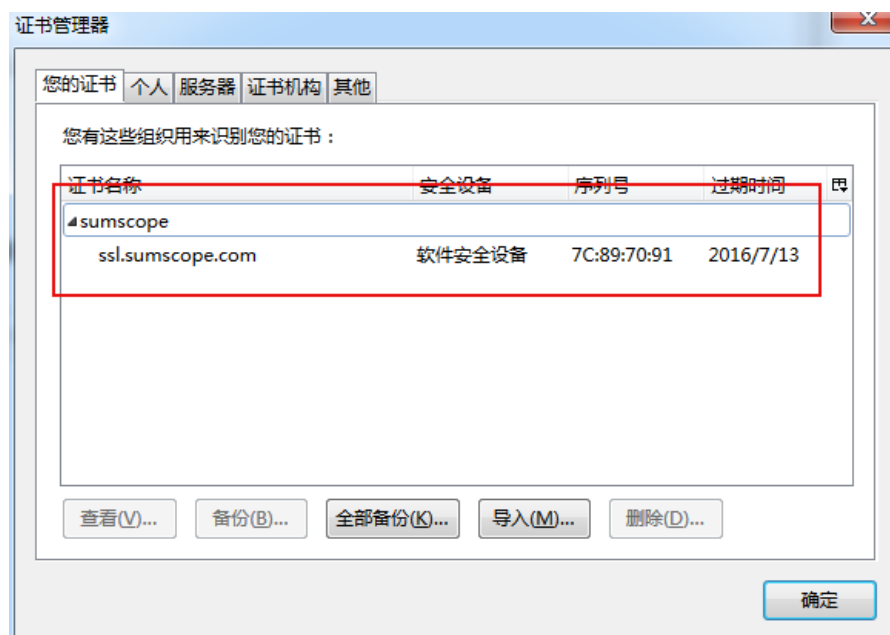 证书管理器
您的证书 个人 服务器 证书机构 其他
您有这些组织用来识别您的证书：
证书名称 安全设备 序列号 过期时间
sumscope
ssl.sumscope.com 软件安全设备 7C:89:70:91 2016/7/13
查看(V)... 备份(B)... 全部备份(K)... 导入(M)... 删除(D)...
确定